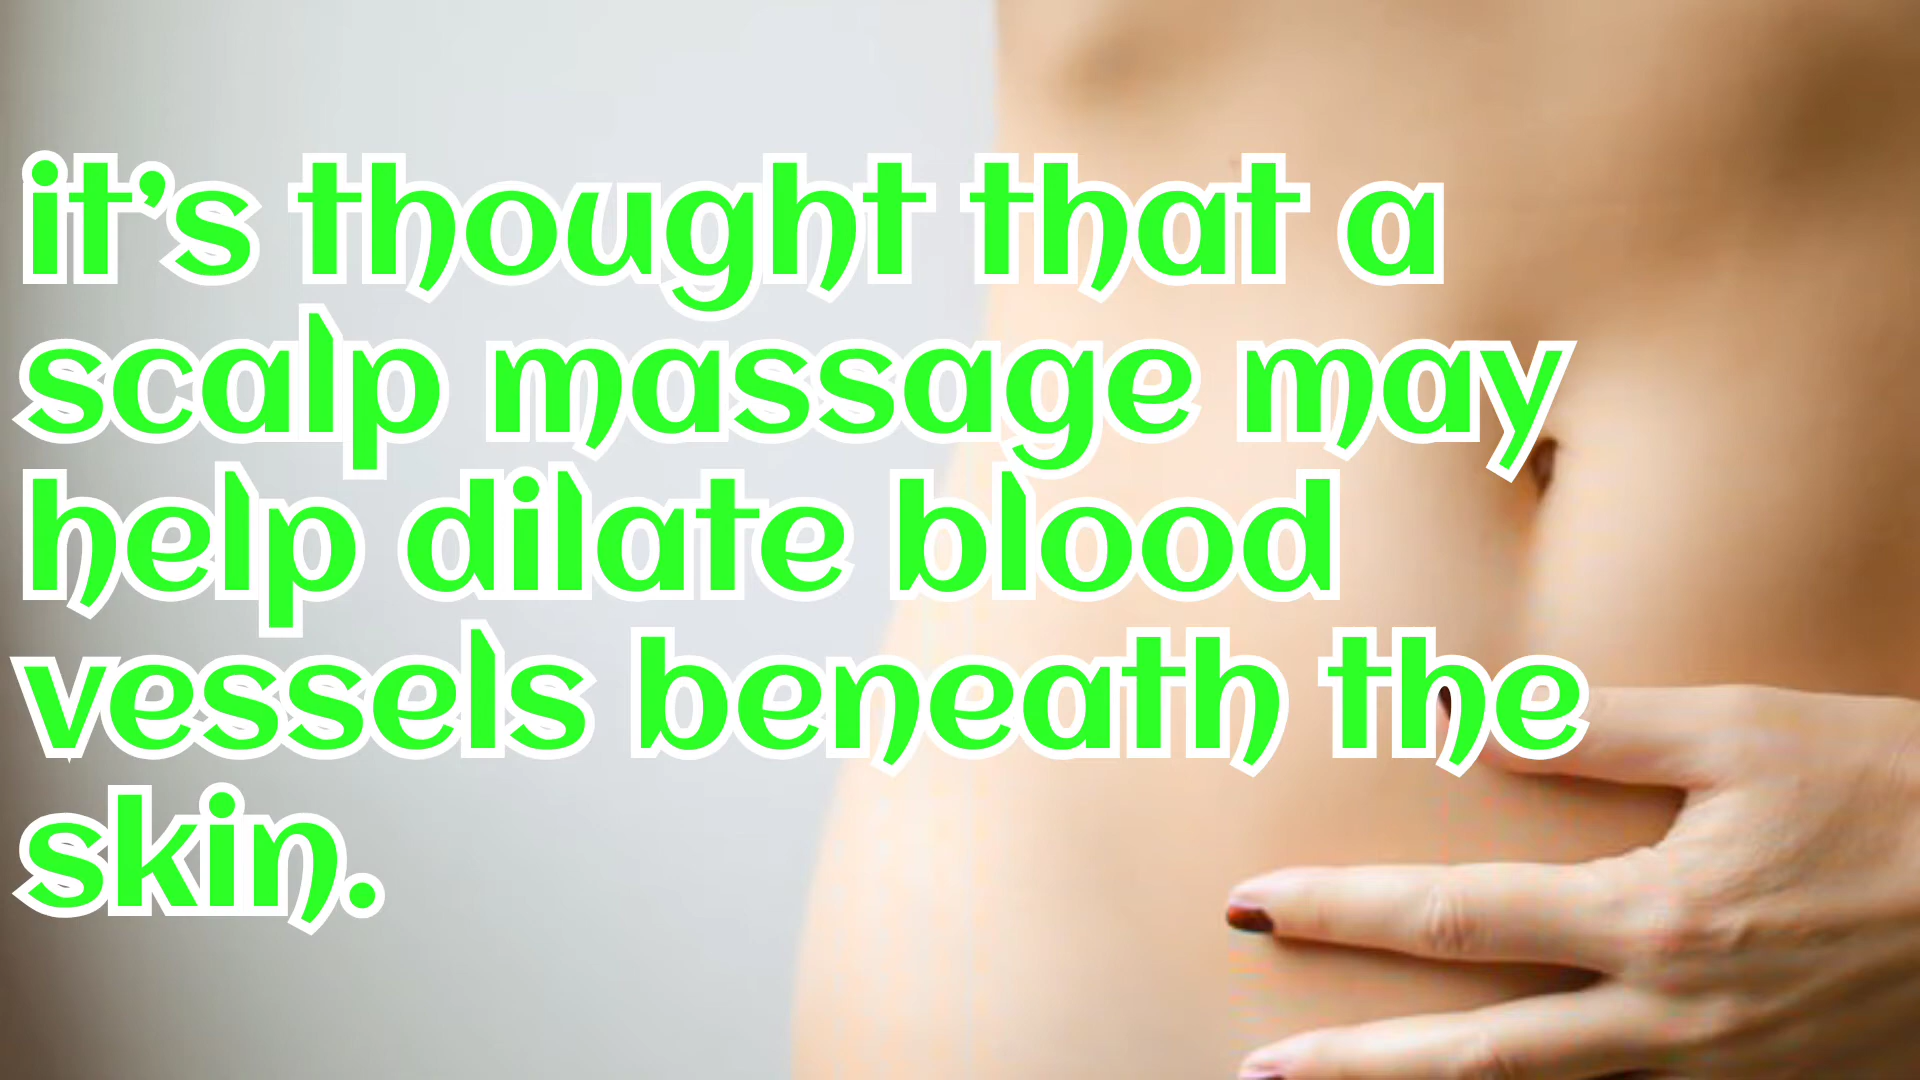 it’s thought that a
scalp massage may
help dilate blood
vessels beneath the
skin.